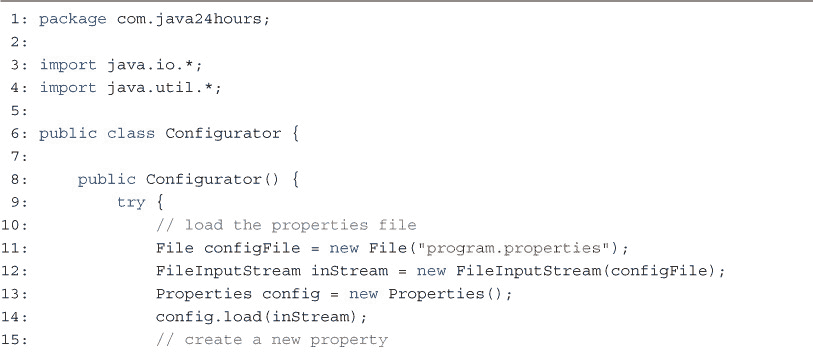 1: package com.java24hours;
2:
3: import java.io.*;
4: import java.util.*;
5:
6: public class Configurator {
7:
8:     public Configurator() {
9:         try {
10:             // load the properties file
11:             File configFile = new File("program.properties");
12:             FileInputStream inStream = new FileInputStream(configFile);
13:             Properties config = new Properties();
14:             config.load(inStream);
15:             // create a new property